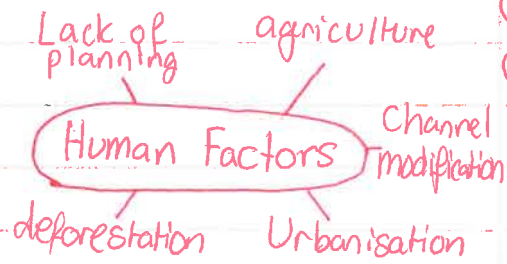 Lack of
planning
agriculture
Human Factors
Channel
modification
deforestation
Urbanisation